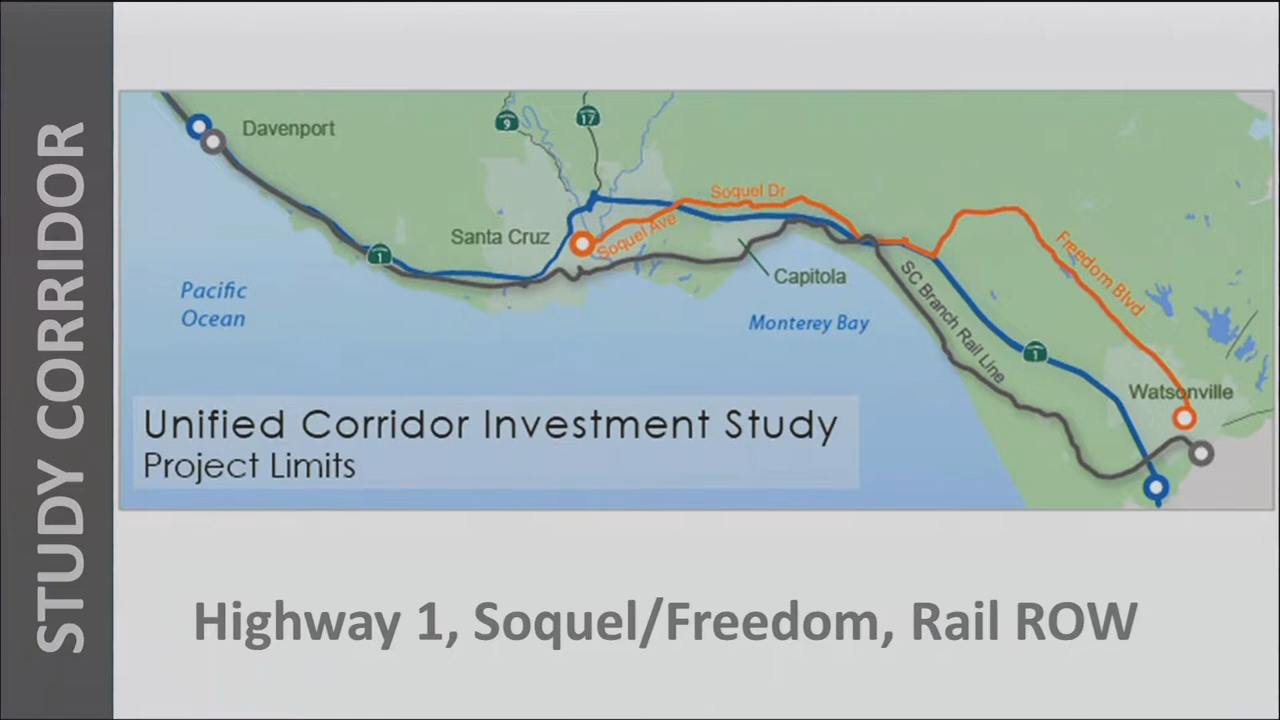 STUDY CORRIDOR
Davenport
9
17
Soquel Dr
Santa Cruz
Soquel Ave
1
Capitola
Freedom Blvd
Pacific
Ocean
Monterey Bay
SC Branch Rail Line
1
Watsonville
Unified Corridor Investment Study
Project Limits
Highway 1, Soquel/Freedom, Rail ROW